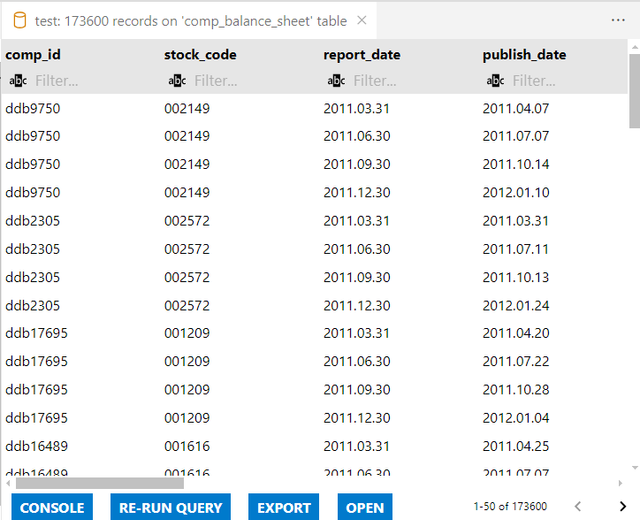 test: 173600 records on 'comp_balance_sheet' table
comp_id stock_code report_date publish_date
abc Filter... abc Filter... abc Filter... abc Filter...
ddb9750 002149 2011.03.31 2011.04.07
ddb9750 002149 2011.06.30 2011.07.07
ddb9750 002149 2011.09.30 2011.10.14
ddb9750 002149 2011.12.30 2012.01.10
ddb2305 002572 2011.03.31 2011.03.31
ddb2305 002572 2011.06.30 2011.07.11
ddb2305 002572 2011.09.30 2011.10.13
ddb2305 002572 2011.12.30 2012.01.24
ddb17695 001209 2011.03.31 2011.04.20
ddb17695 001209 2011.06.30 2011.07.22
ddb17695 001209 2011.09.30 2011.10.28
ddb17695 001209 2011.12.30 2012.01.04
ddb16489 001616 2011.03.31 2011.04.25
ddb16489 001616 2011.06.30 2011.07.07
CONSOLE RE-RUN QUERY EXPORT OPEN 1-50 of 173600